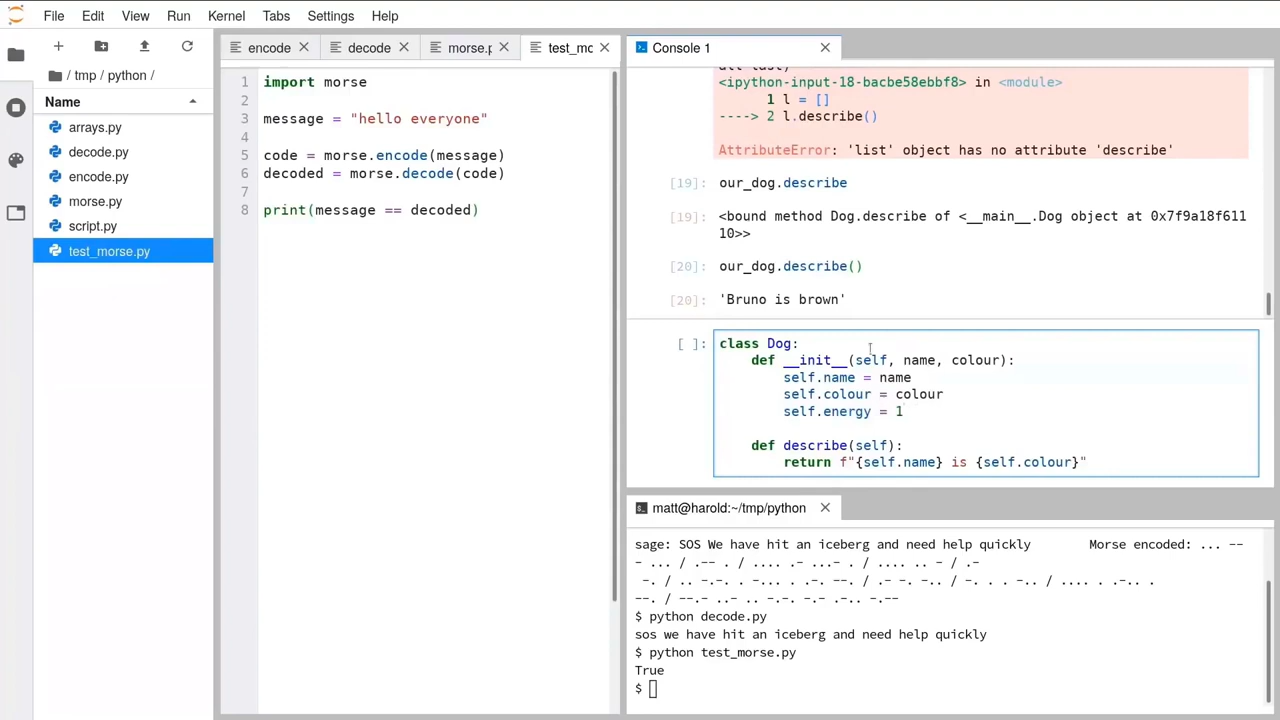 File Edit View Run Kernel Tabs Settings Help
/ tmp / python /
Name
arrays.py
decode.py
encode.py
morse.py
script.py
test_morse.py
encode
decode
morse.p
test_mc
1 import morse
2
3 message = "hello everyone"
4
5 code = morse.encode(message)
6 decoded = morse.decode(code)
7
8 print(message == decoded)
Console 1
<ipython-input-18-bacbe58ebbf8> in <module>
1 l = []
----> 2 l.describe()
AttributeError: 'list' object has no attribute 'describe'
[19]: our_dog.describe
[19]: <bound method Dog.describe of <__main__.Dog object at 0x7f9a18f611
10>>
[20]: our_dog.describe()
[20]: 'Bruno is brown'
[ ]: class Dog:
def __init__(self, name, colour):
self.name = name
self.colour = colour
self.energy = 1
def describe(self):
return f"{self.name} is {self.colour}"
matt@harold:~/tmp/python
sage: SOS We have hit an iceberg and need help quickly Morse encoded: ... --
- ... / .-- . / .... .- ...- . / .... .. - / .-
-. / .. -.-. . -... . .-. --. / .- -. -.. / -. . . -.. / .... . .-.. .
--. / --.- ..- .. -.-. -.- .-.. -.--
$ python decode.py
sos we have hit an iceberg and need help quickly
$ python test_morse.py
True
$